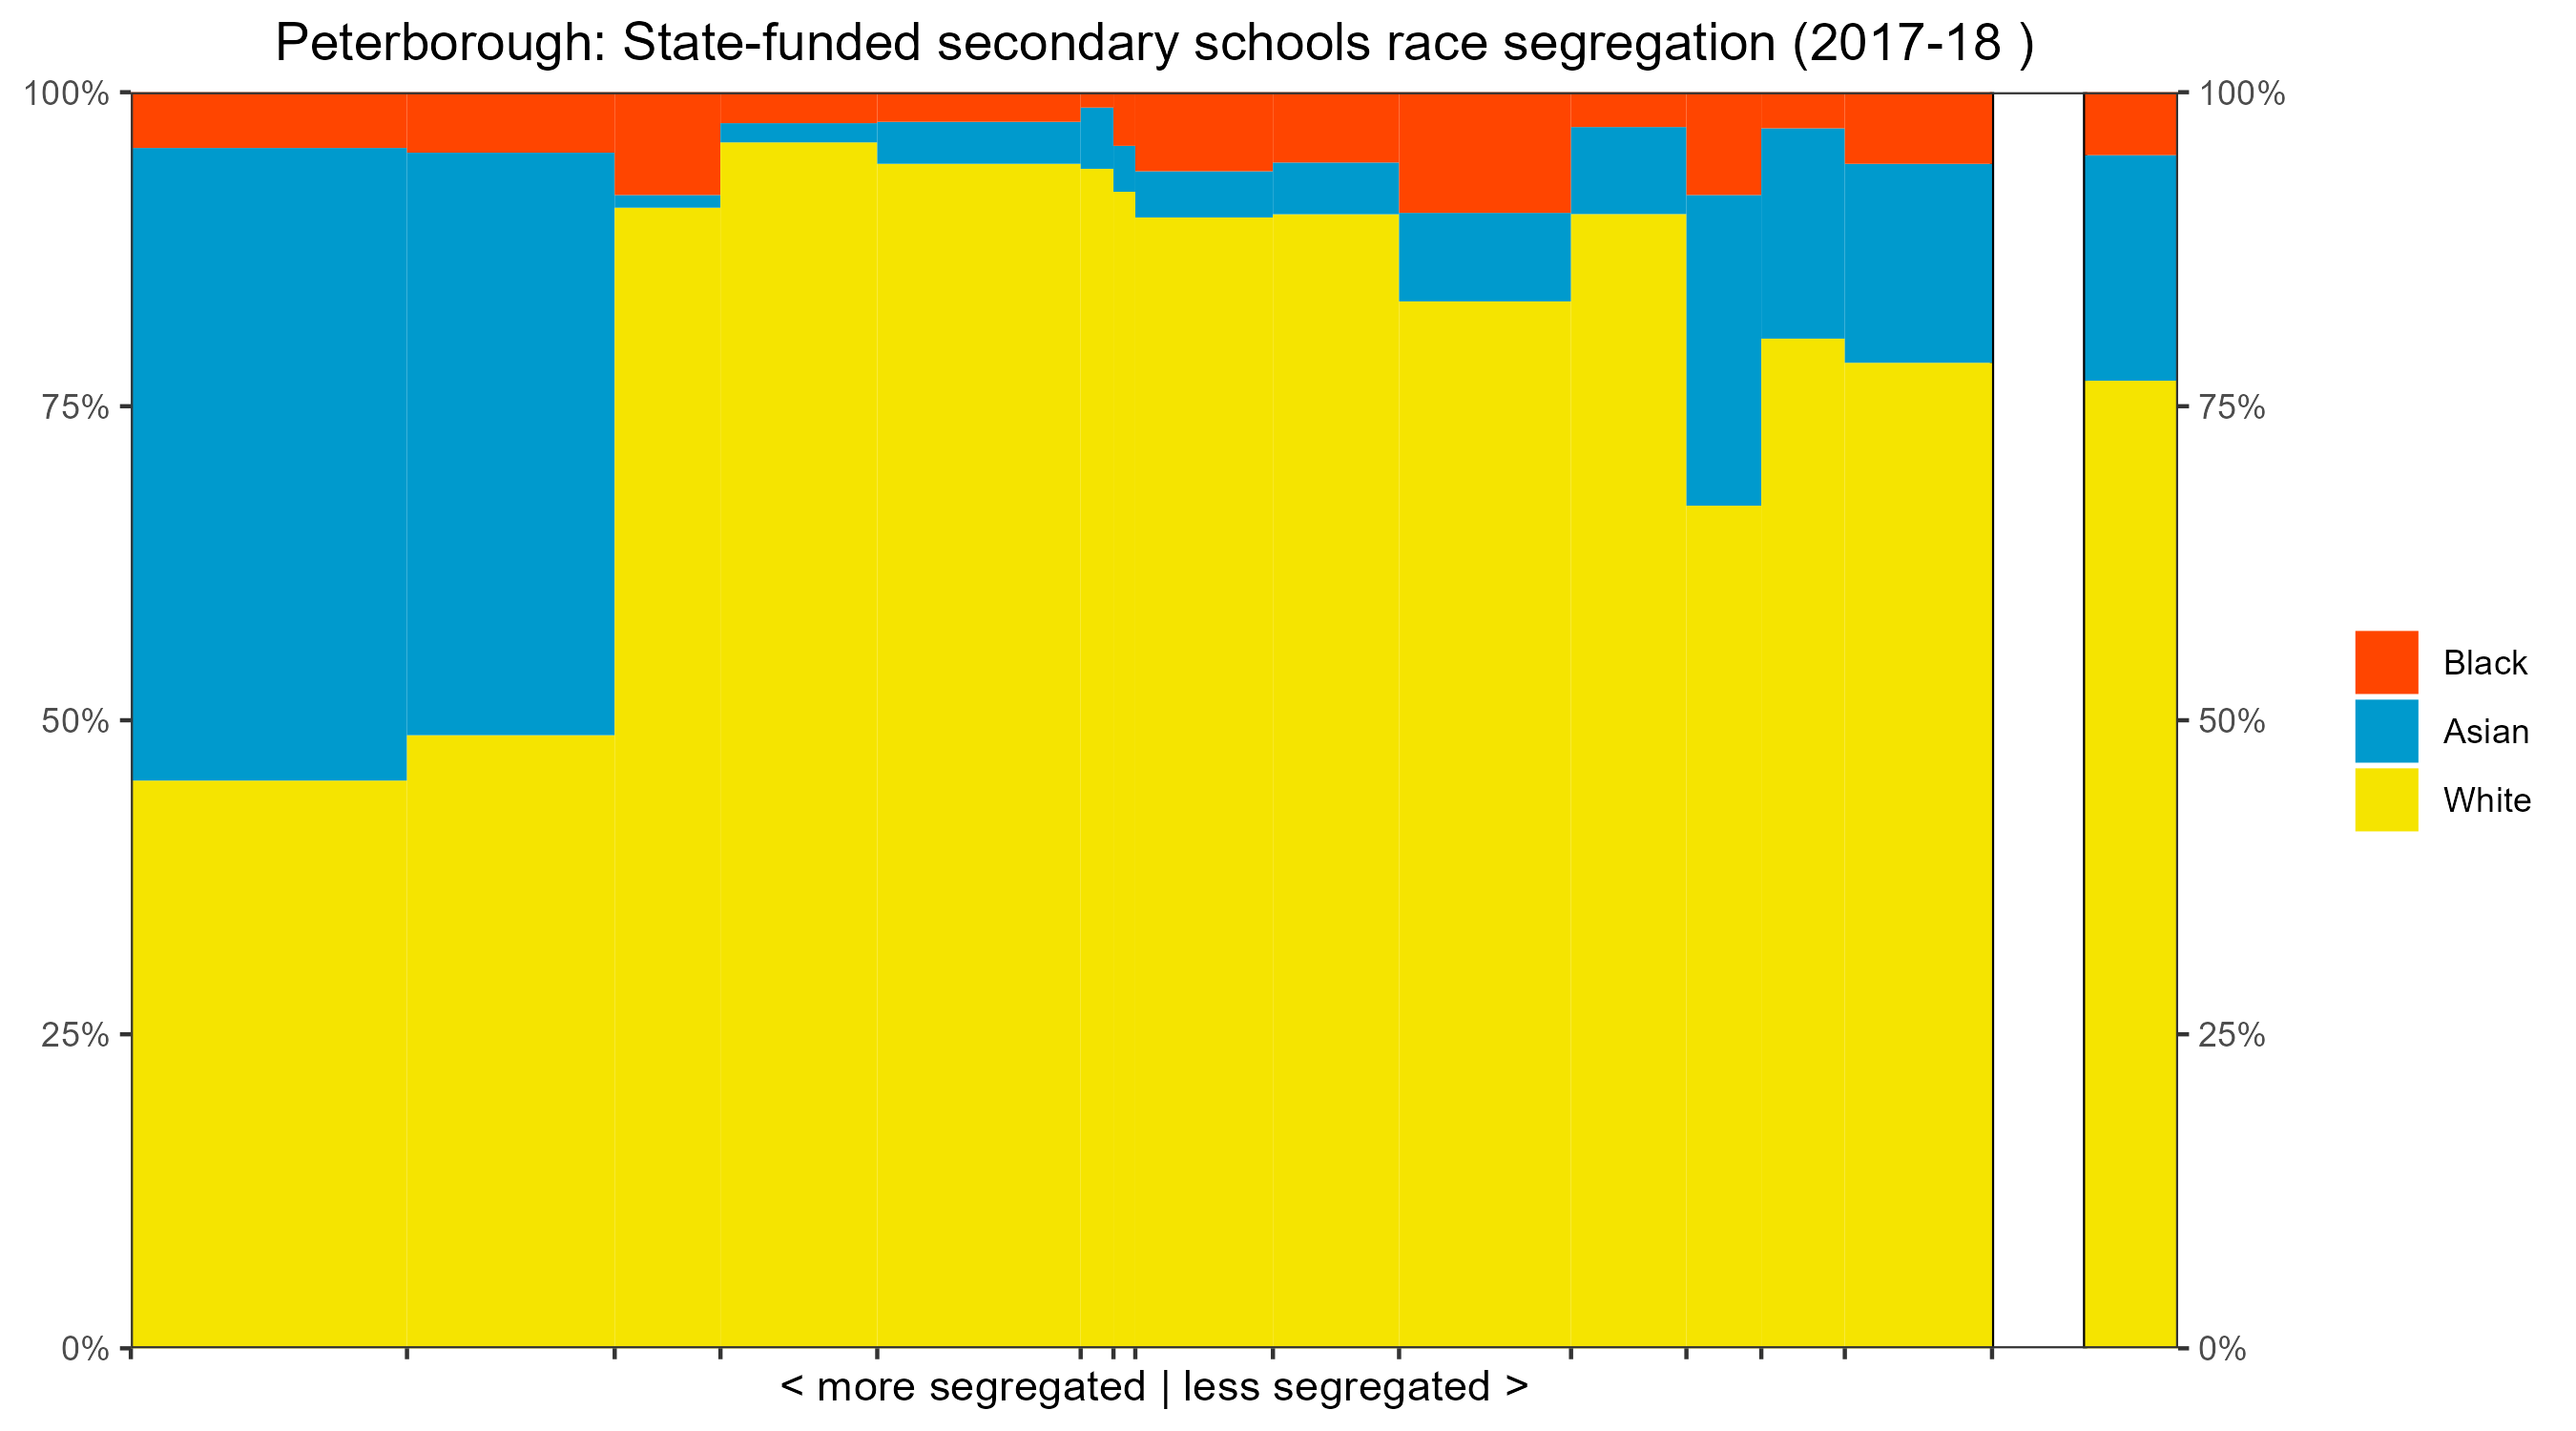 Peterborough: State-funded secondary schools race segregation (2017-18 )
100%
75%
50%
25%
0%
100%
75%
50%
25%
0%
Black
Asian
White
< more segregated | less segregated >